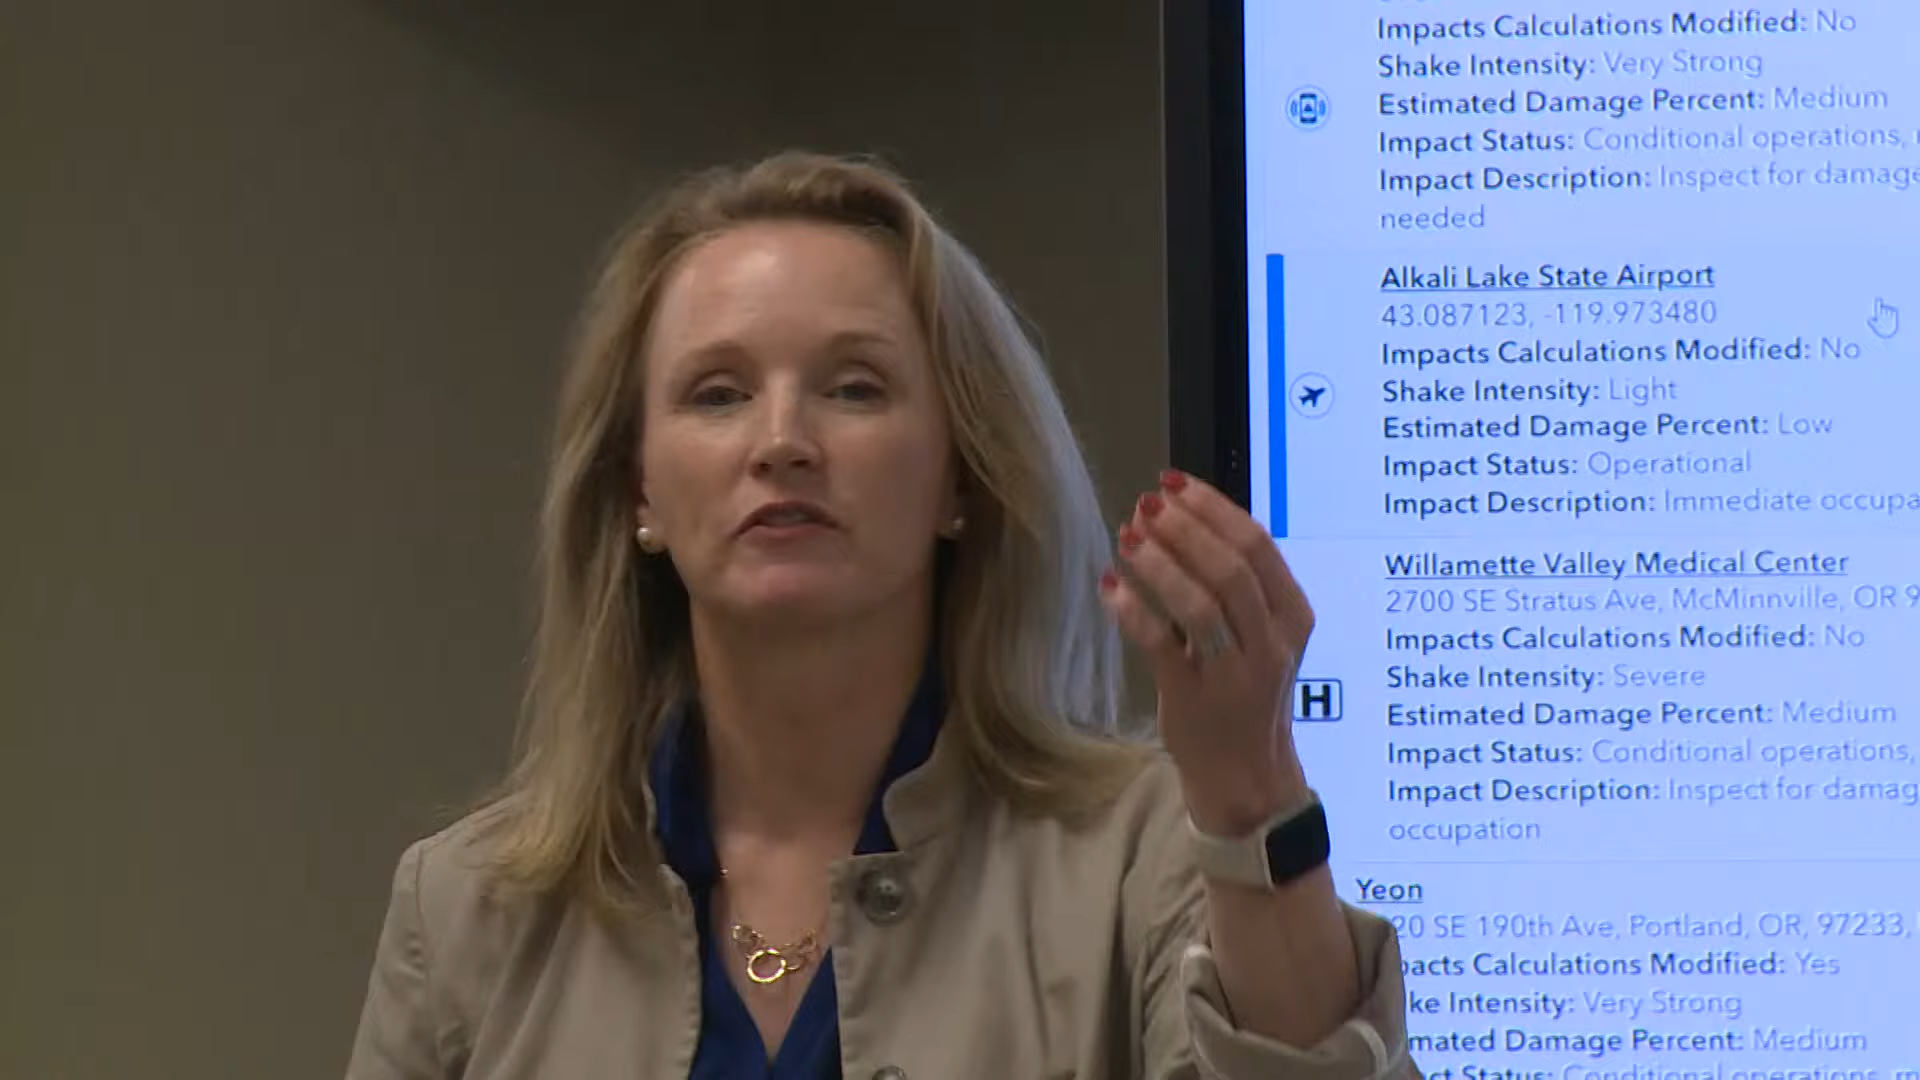 Impacts Calculations Modified: No
Shake Intensity: Very Strong
Estimated Damage Percent: Medium
Impact Status: Conditional operations,
Impact Description: Inspect for damage
needed
Alkali Lake State Airport
43.087123, -119.973480
Impacts Calculations Modified: No
Shake Intensity: Light
Estimated Damage Percent: Low
Impact Status: Operational
Impact Description: Immediate occupa
Willamette Valley Medical Center
2700 SE Stratus Ave, McMinnville, OR 9
Impacts Calculations Modified: No
Shake Intensity: Severe
Estimated Damage Percent: Medium
Impact Status: Conditional operations,
Impact Description: Inspect for damag
occupation
H
Yeon
20 SE 190th Ave, Portland, OR, 97233,
pacts Calculations Modified: Yes
ke Intensity: Very Strong
mated Damage Percent: Medium
ct Status: Conditional operations, m